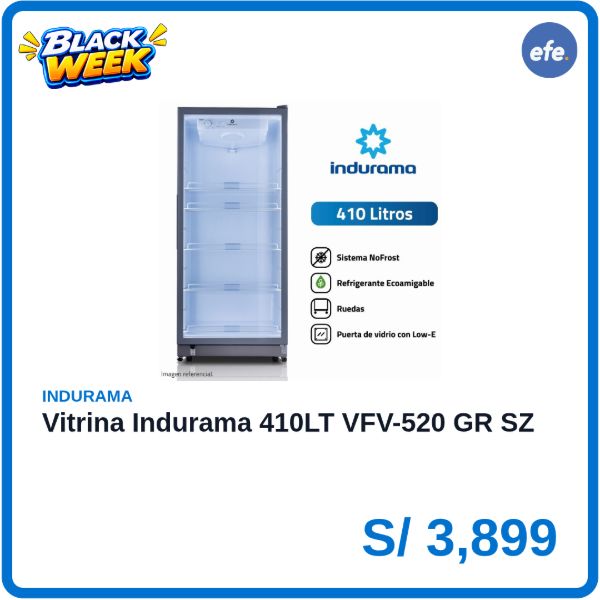 BLACK
WEEK
efe.
indurama
410 Litros
Sistema NoFrost
Refrigerante Ecoamigable
Ruedas
Puerta de vidrio con Low-E
Imagen referencial.
INDURAMA
Vitrina Indurama 410LT VFV-520 GR SZ
S/ 3,899